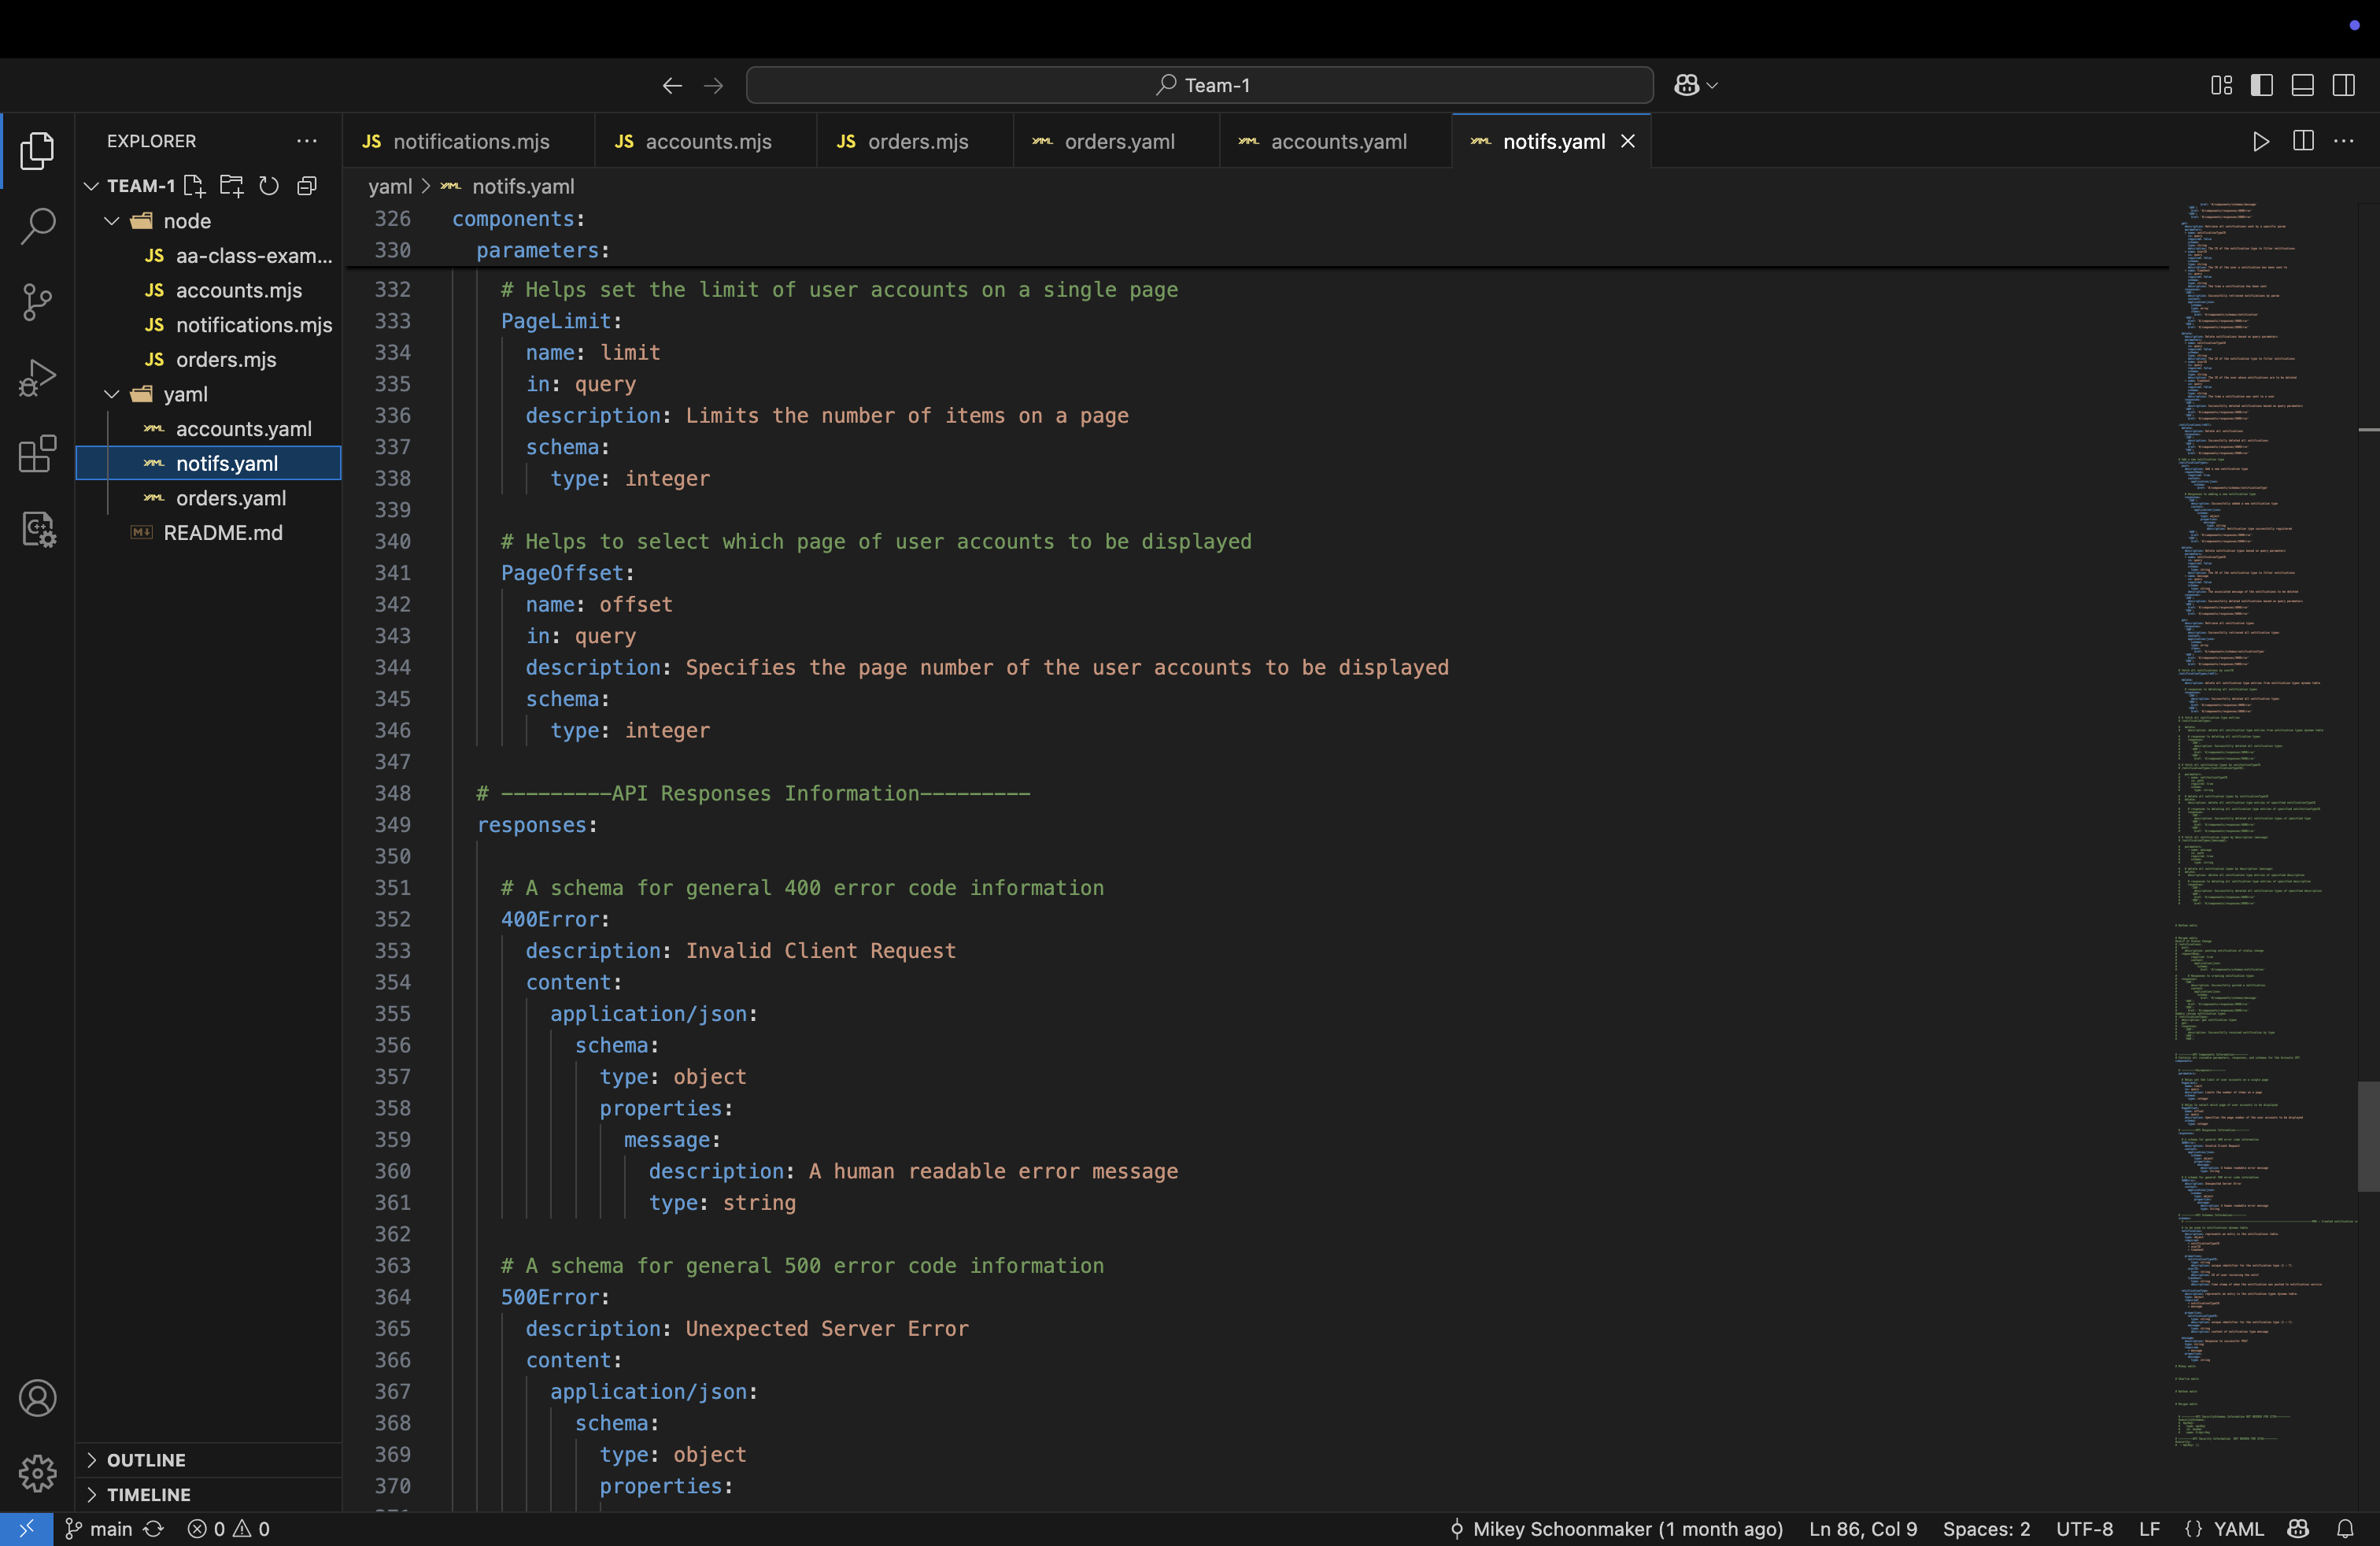 Team-1
EXPLORER
TEAM-1
node
JS aa-class-exam...
JS accounts.mjs
JS notifications.mjs
JS orders.mjs
yaml
accounts.yaml
notifs.yaml
orders.yaml
README.md
OUTLINE
TIMELINE
JS notifications.mjs
JS accounts.mjs
JS orders.mjs
orders.yaml
accounts.yaml
notifs.yaml
yaml > notifs.yaml
326 components:
330 parameters:
332 # Helps set the limit of user accounts on a single page
333 PageLimit:
334 name: limit
335 in: query
336 description: Limits the number of items on a page
337 schema:
338 type: integer
339
340 # Helps to select which page of user accounts to be displayed
341 PageOffset:
342 name: offset
343 in: query
344 description: Specifies the page number of the user accounts to be displayed
345 schema:
346 type: integer
347
348 # —————————API Responses Information—————————
349 responses:
350
351 # A schema for general 400 error code information
352 400Error:
353 description: Invalid Client Request
354 content:
355 application/json:
356 schema:
357 type: object
358 properties:
359 message:
360 description: A human readable error message
361 type: string
362
363 # A schema for general 500 error code information
364 500Error:
365 description: Unexpected Server Error
366 content:
367 application/json:
368 schema:
369 type: object
370 properties:
main 0 0 Mikey Schoonmaker (1 month ago) Ln 86, Col 9 Spaces: 2 UTF-8 LF {} YAML